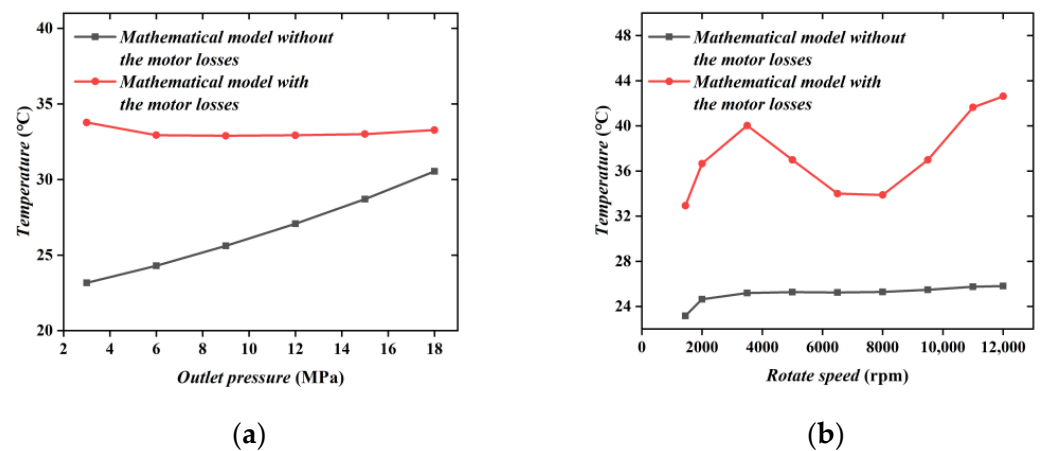 40
35
30
25
20
2 4 6 8 10 12 14 16 18
Temperature (℃)
Outlet pressure (MPa)
Mathematical model without
the motor losses
Mathematical model with
the motor losses
(a)
48
44
40
36
32
28
24
0 2000 4000 6000 8000 10,000 12,000
Temperature (℃)
Rotate speed (rpm)
Mathematical model without
the motor losses
Mathematical model with
the motor losses
(b)